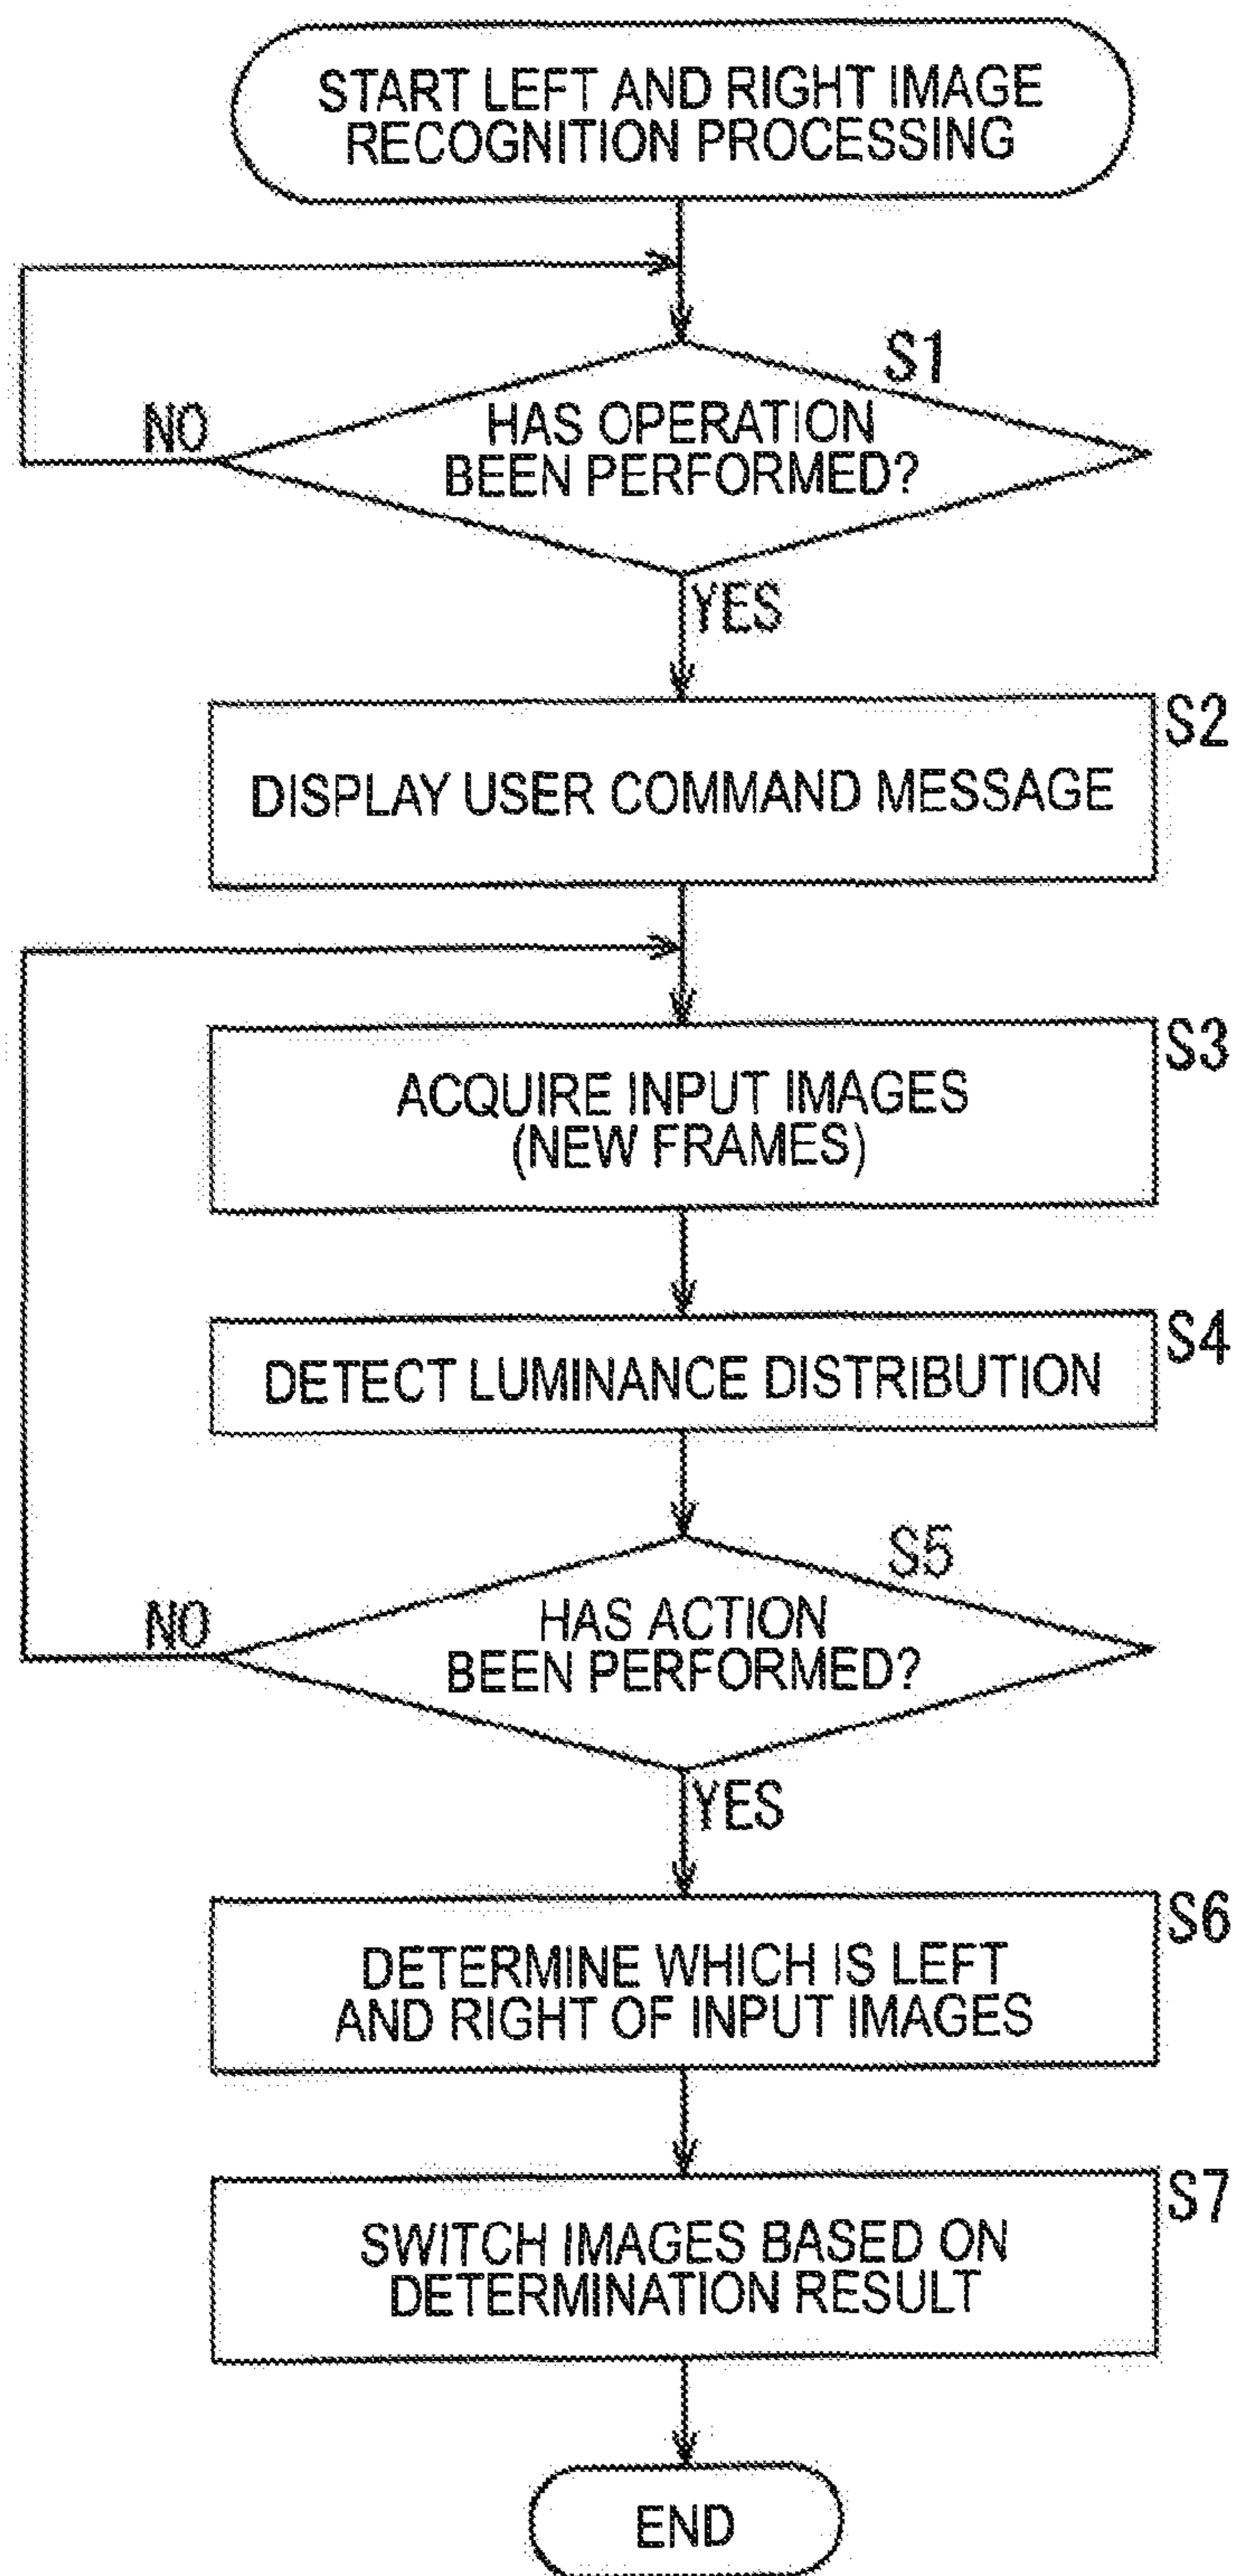 START LEFT AND RIGHT IMAGE
RECOGNITION PROCESSING
S1
HAS OPERATION
BEEN PERFORMED?
NO
YES
S2
DISPLAY USER COMMAND MESSAGE
S3
ACQUIRE INPUT IMAGES
(NEW FRAMES)
S4
DETECT LUMINANCE DISTRIBUTION
S5
HAS ACTION
BEEN PERFORMED?
NO
YES
S6
DETERMINE WHICH IS LEFT
AND RIGHT OF INPUT IMAGES
S7
SWITCH IMAGES BASED ON
DETERMINATION RESULT
END